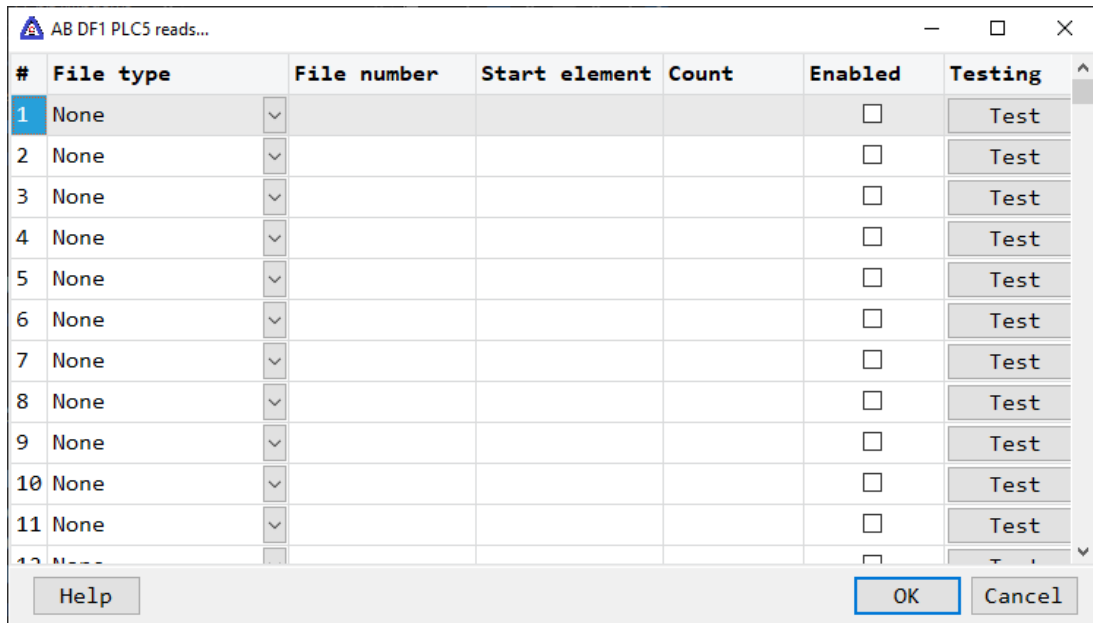 AB DF1 PLC5 reads...
# File type File number Start element Count Enabled Testing
1 None Test
2 None Test
3 None Test
4 None Test
5 None Test
6 None Test
7 None Test
8 None Test
9 None Test
10 None Test
11 None Test
Help OK Cancel